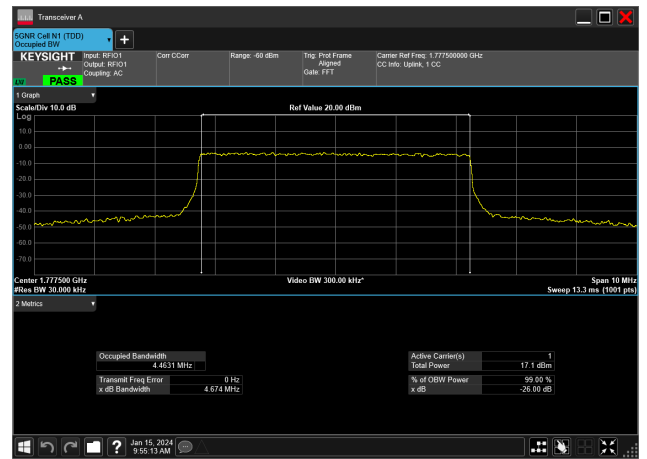 Transceiver A
5GNR Cell N1 (TDD)
Occupied BW
KEYSIGHT
LXI
PASS
Input: RFIO1
Output: RFIO1
Coupling: AC
Corr CCorr
Range: -60 dBm
Trig: Prot Frame
Aligned
Gate: FFT
Carrier Ref Freq: 1.777500000 GHz
CC Info: Uplink, 1 CC
1 Graph
Scale/Div 10.0 dB
Ref Value 20.00 dBm
Log
10.0
0.00
-10.0
-20.0
-30.0
-40.0
-50.0
-60.0
-70.0
Center 1.777500 GHz
Video BW 300.00 kHz*
Span 10 MHz
#Res BW 30.000 kHz
Sweep 13.3 ms (1001 pts)
2 Metrics
Occupied Bandwidth
4.4631 MHz
Active Carrier(s) 1
Total Power 17.1 dBm
Transmit Freq Error 0 Hz
x dB Bandwidth 4.674 MHz
% of OBW Power 99.00 %
x dB -26.00 dB
?
Jan 15, 2024
9:55:13 AM